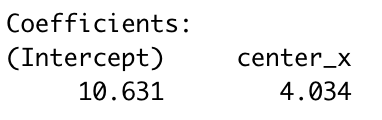 Coefficients:
(Intercept)     center_x
     10.631        4.034